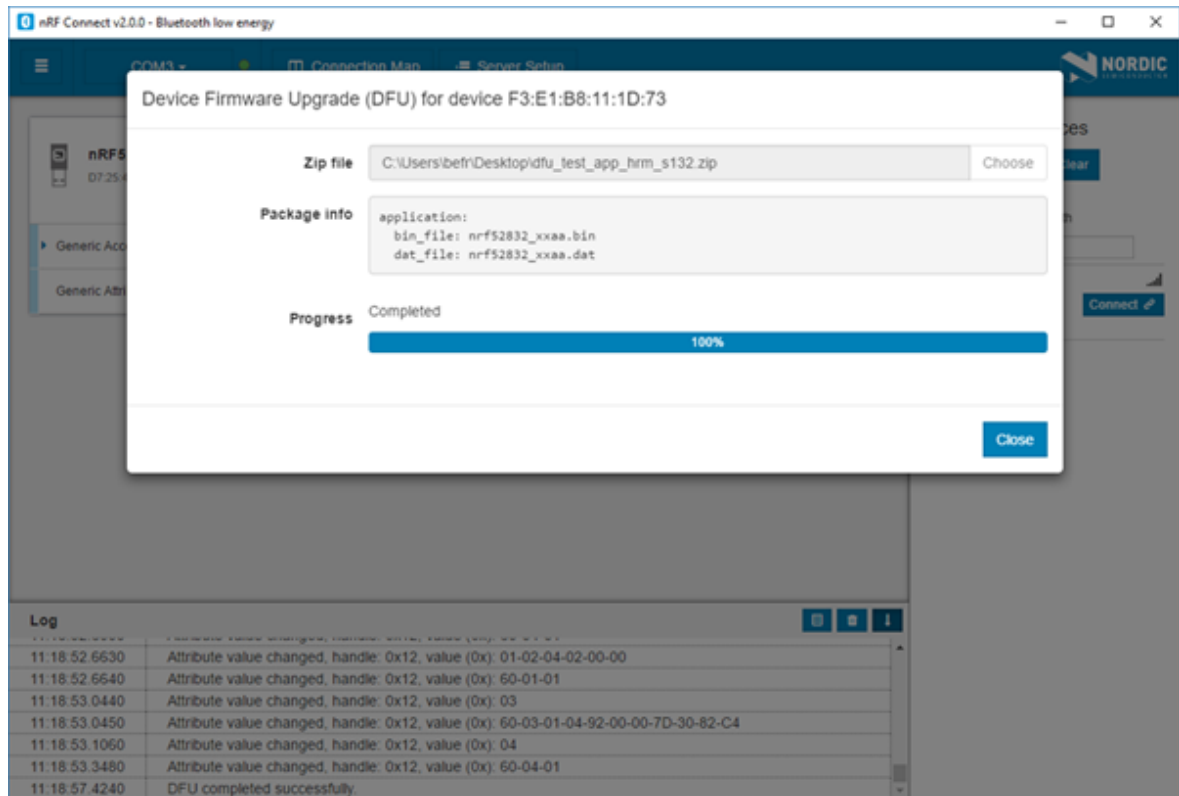 nRF Connect v2.0.0 - Bluetooth low energy
COM3 Connection Map Server Setup NORDIC
SEMICONDUCTOR
Device Firmware Upgrade (DFU) for device F3:E1:B8:11:1D:73
Zip file C:\Users\befr\Desktop\dfu_test_app_hrm_s132.zip Choose
Package info
application:
bin_file: nrf52832_xxaa.bin
dat_file: nrf52832_xxaa.dat
Progress Completed
100%
Close
nRF5
07:25:4
Generic Acc
Generic Attri
ces
lear
h
Connect
Log
11:18:52.6630 Attribute value changed, handle: 0x12, value (0x): 01-02-04-02-00-00
11:18:52.6640 Attribute value changed, handle: 0x12, value (0x): 60-01-01
11:18:53.0440 Attribute value changed, handle: 0x12, value (0x): 03
11:18:53.0450 Attribute value changed, handle: 0x12, value (0x): 60-03-01-04-92-00-00-7D-30-82-C4
11:18:53.1060 Attribute value changed, handle: 0x12, value (0x): 04
11:18:53.3480 Attribute value changed, handle: 0x12, value (0x): 60-04-01
11:18:57.4240 DFU completed successfully.